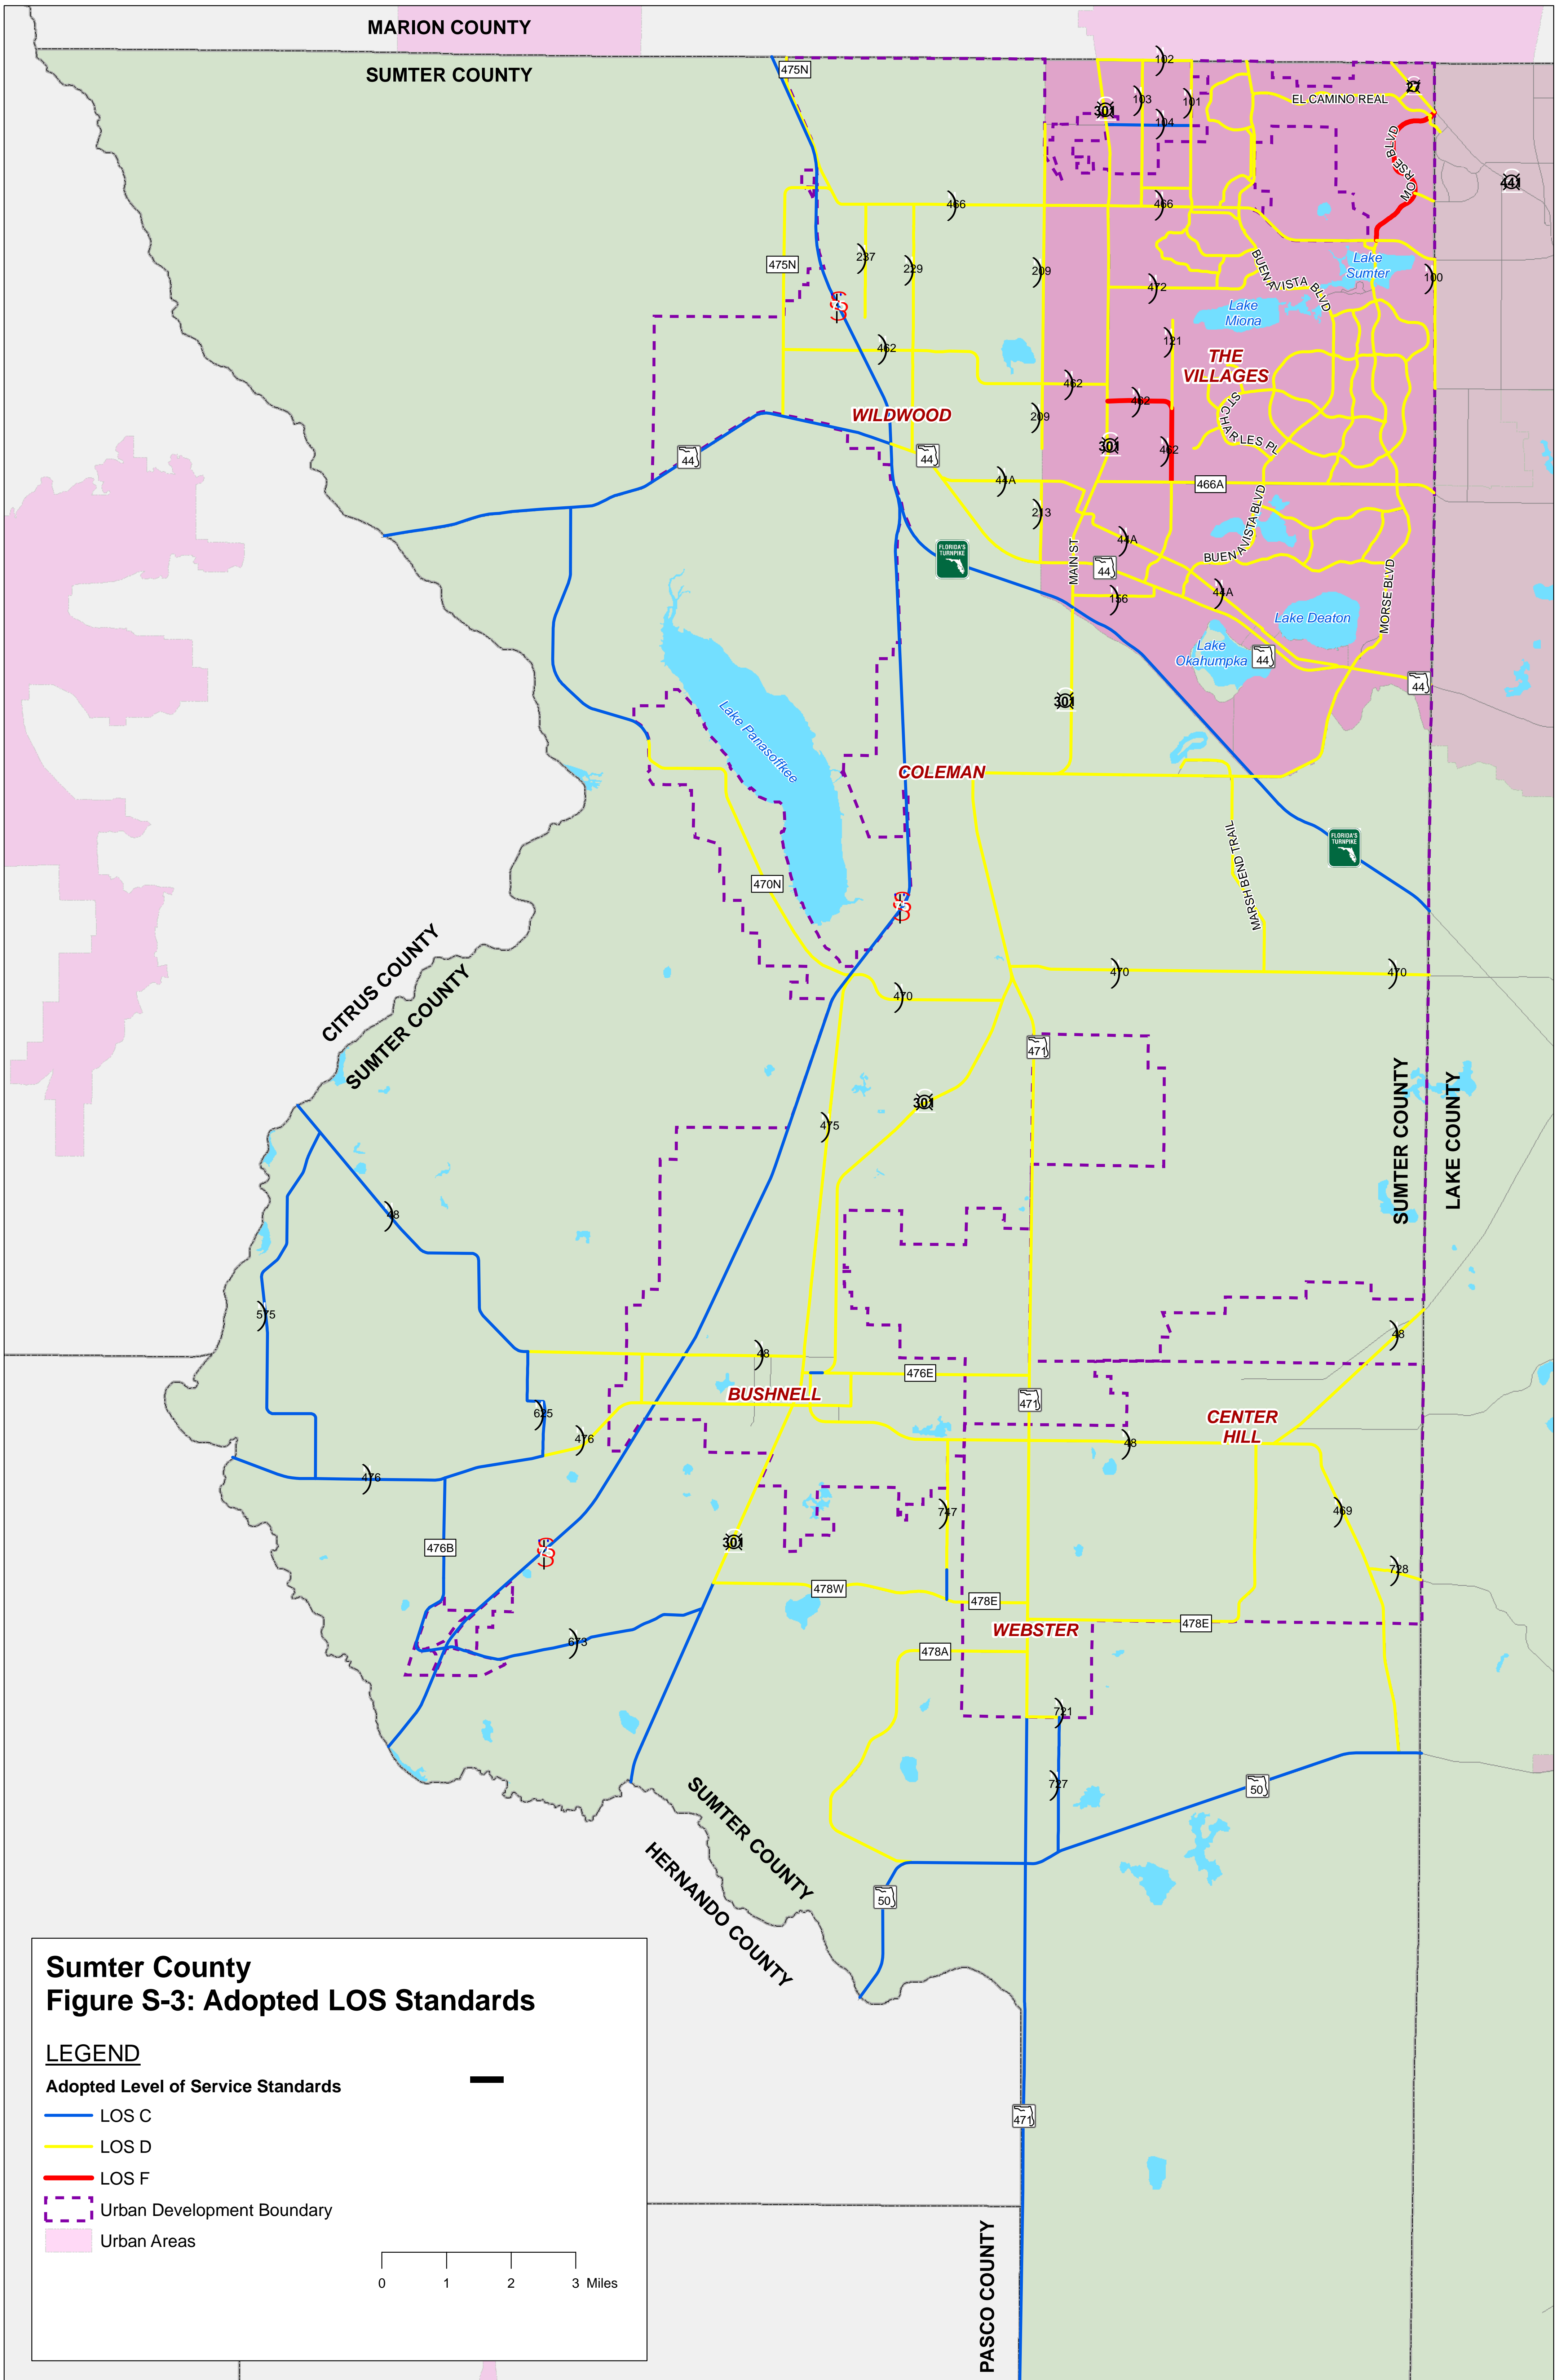 MARION COUNTY
SUMTER COUNTY
475N
102
27
EL CAMINO REAL
301
103
101
104
MORSE BLVD
441
466
466
475N
237
229
209
BUENA VISTA BLVD
Lake
Sumter
100
472
Lake
Miona
121
462
THE
VILLAGES
462
462
WILDWOOD
209
ST CHARLES PL
301
462
44
44
44A
466A
213
BUENA VISTA BLVD
44A
BUENA VISTA BLVD
FLORIDA'S
TURNPIKE
MAIN ST
44
156
44A
MORSE BLVD
Lake Deaton
Lake
Okahumpka
44
44
301
Lake Panasoffkee
COLEMAN
MARSH BEND TRAIL
FLORIDA'S
TURNPIKE
470N
CITRUS COUNTY
SUMTER COUNTY
470
470
470
471
SUMTER COUNTY
LAKE COUNTY
301
475
48
575
48
48
476E
BUSHNELL
471
CENTER
HILL
625
476
48
476
747
469
301
476B
728
478W
478E
478E
WEBSTER
673
478A
721
727
50
SUMTER COUNTY
HERNANDO COUNTY
50
Sumter County
Figure S-3: Adopted LOS Standards
LEGEND
Adopted Level of Service Standards
LOS C
LOS D
LOS F
Urban Development Boundary
Urban Areas
0 1 2 3 Miles
471
PASCO COUNTY